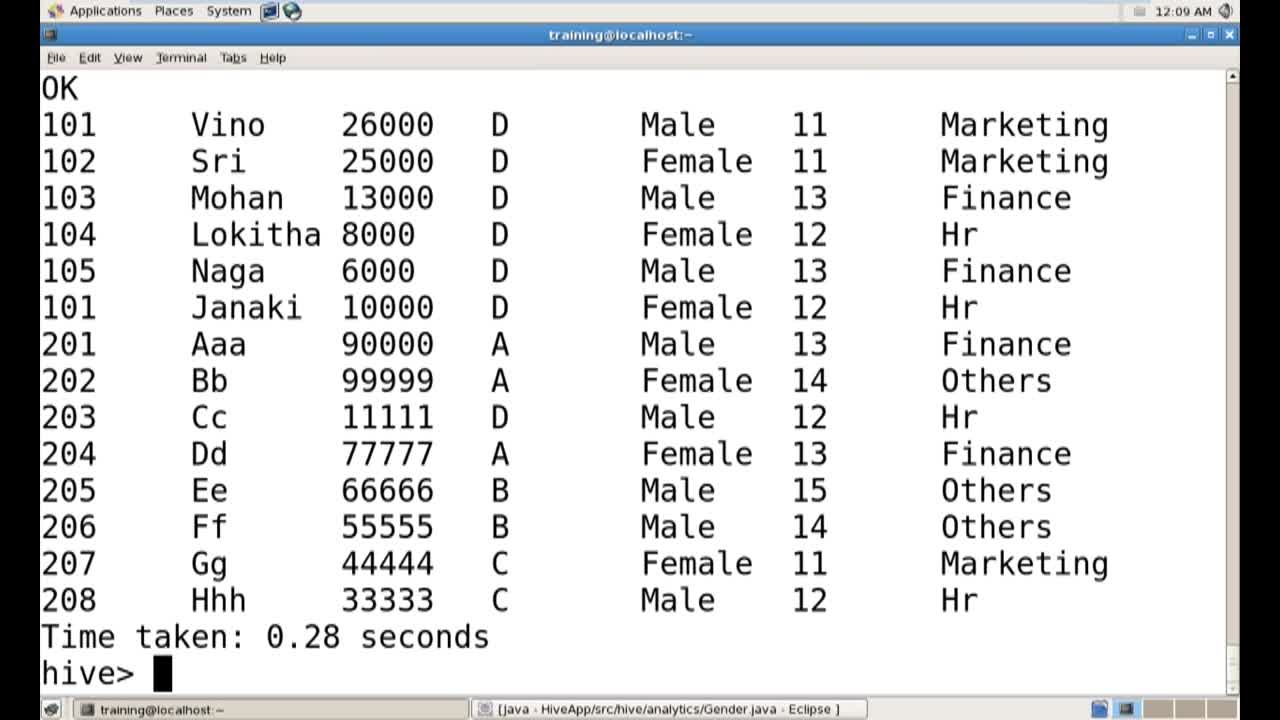 Applications Places System 12:09 AM
training@localhost:~
File Edit View Terminal Tabs Help
OK
101 Vino 26000 D Male 11 Marketing
102 Sri 25000 D Female 11 Marketing
103 Mohan 13000 D Male 13 Finance
104 Lokitha 8000 D Female 12 Hr
105 Naga 6000 D Male 13 Finance
101 Janaki 10000 D Female 12 Hr
201 Aaa 90000 A Male 13 Finance
202 Bb 99999 A Female 14 Others
203 Cc 11111 D Male 12 Hr
204 Dd 77777 A Female 13 Finance
205 Ee 66666 B Male 15 Others
206 Ff 55555 B Male 14 Others
207 Gg 44444 C Female 11 Marketing
208 Hhh 33333 C Male 12 Hr
Time taken: 0.28 seconds
hive>
training@localhost:~ [Java - HiveApp/src/hive/analytics/Gender.java - Eclipse ]